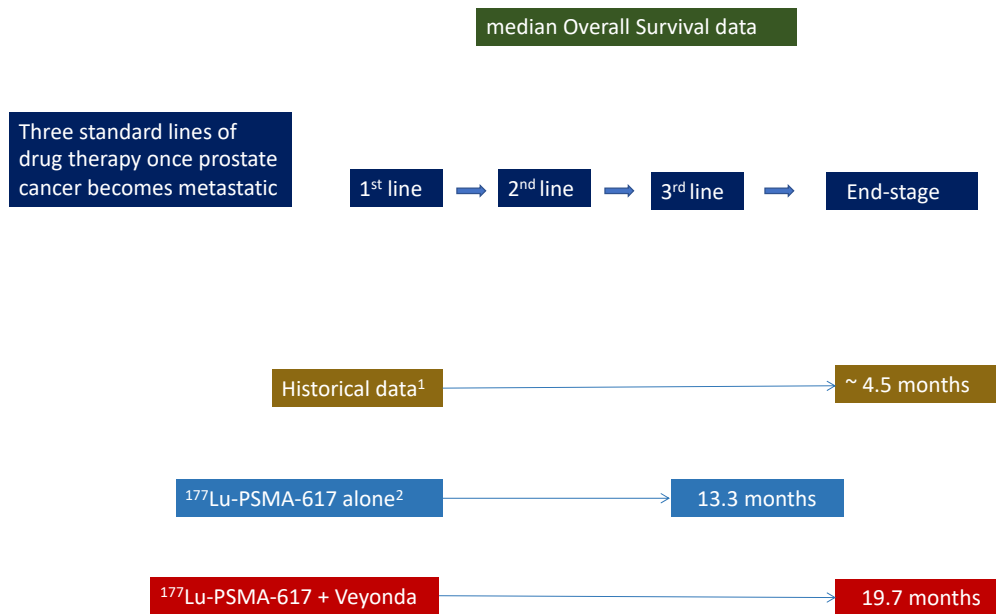 median Overall Survival data
Three standard lines of
drug therapy once prostate
cancer becomes metastatic
1st line
2nd line
3rd line
End-stage
Historical data1
~ 4.5 months
177Lu-PSMA-617 alone2
13.3 months
177Lu-PSMA-617 + Veyonda
19.7 months